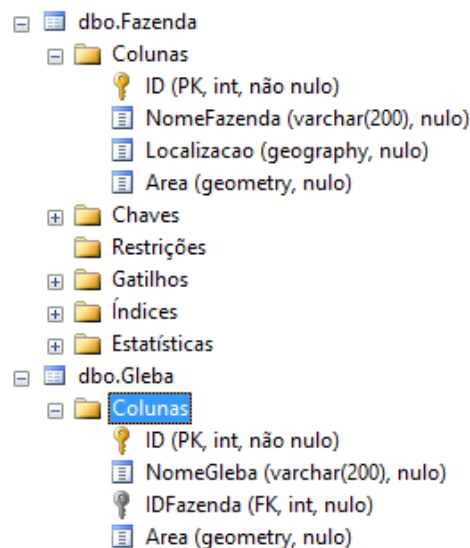 dbo.Fazenda
Colunas
ID (PK, int, não nulo)
NomeFazenda (varchar(200), nulo)
Localizacao (geography, nulo)
Area (geometry, nulo)
Chaves
Restrições
Gatilhos
Índices
Estatísticas
dbo.Gleba
Colunas
ID (PK, int, não nulo)
NomeGleba (varchar(200), nulo)
IDFazenda (FK, int, nulo)
Area (geometry, nulo)